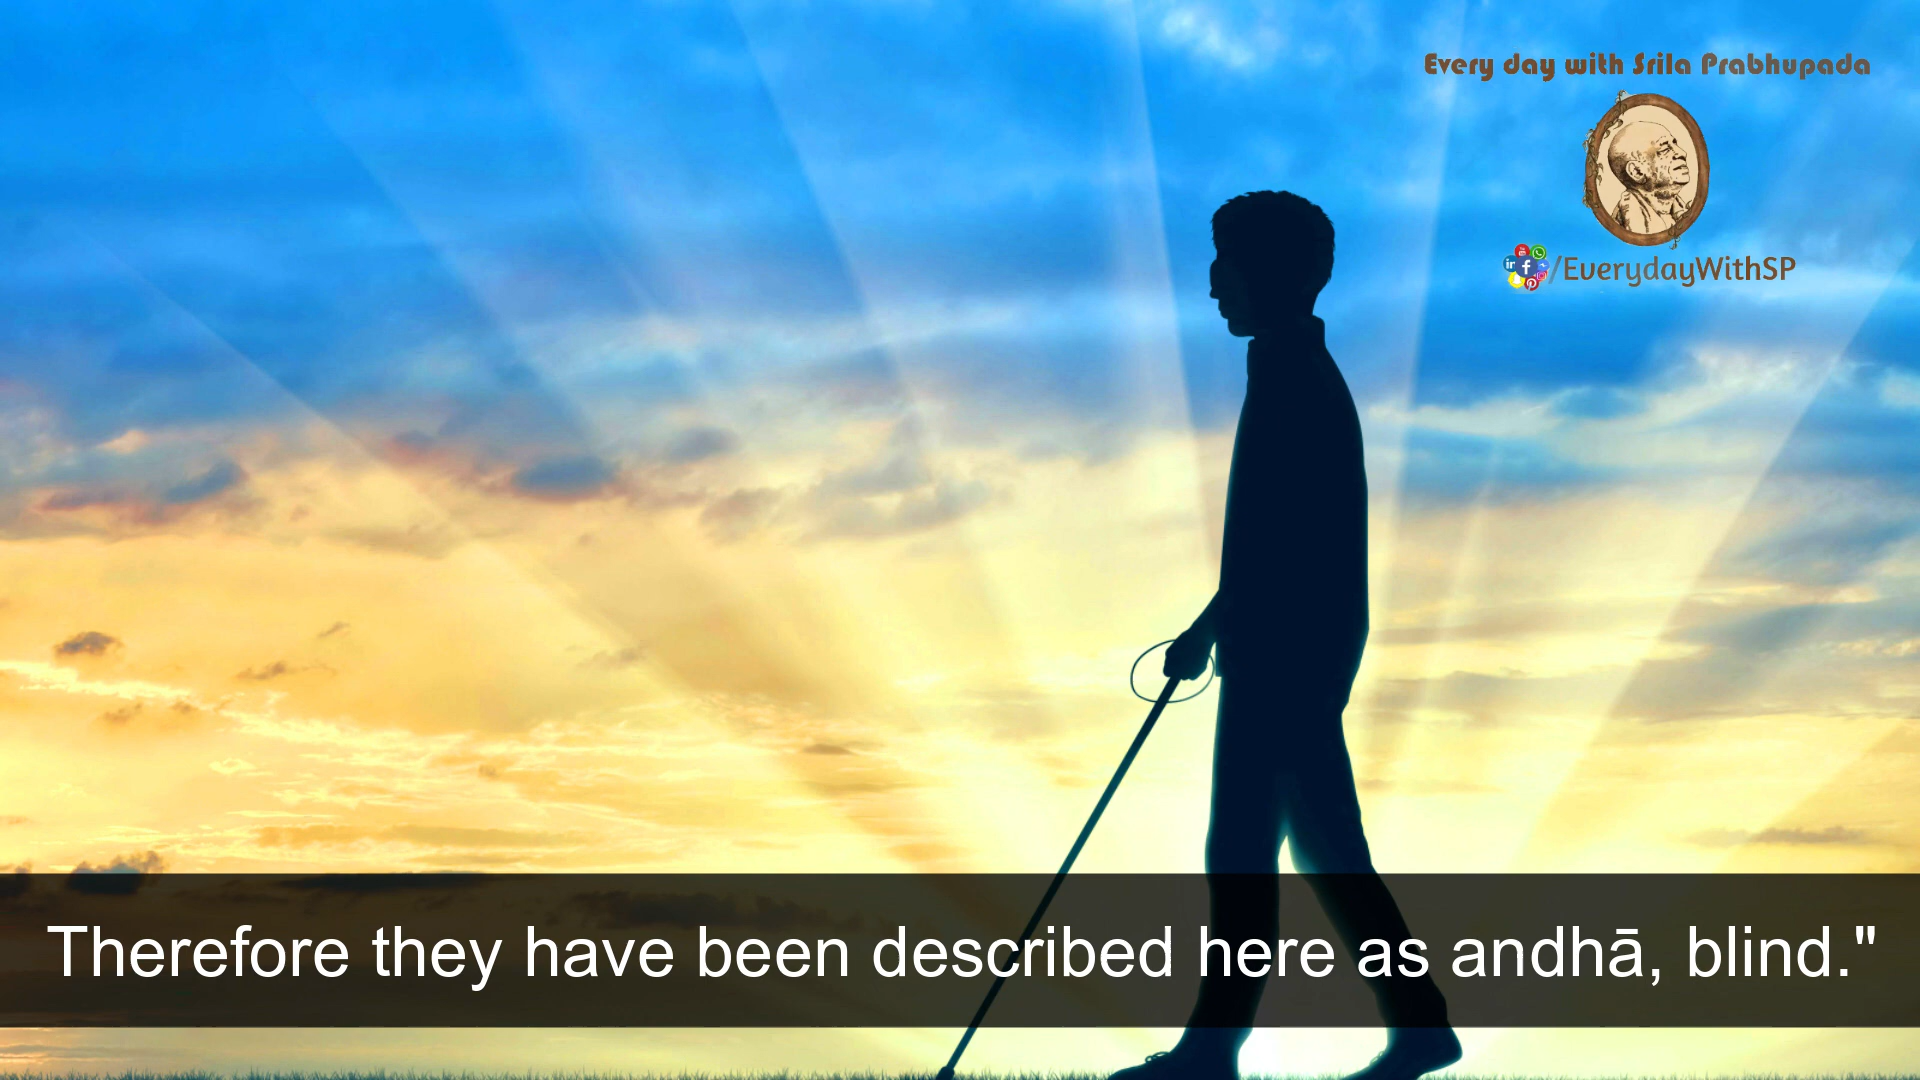 Every day with Srila Prabhupada
/EverydayWithSP
Therefore they have been described here as andhā, blind."